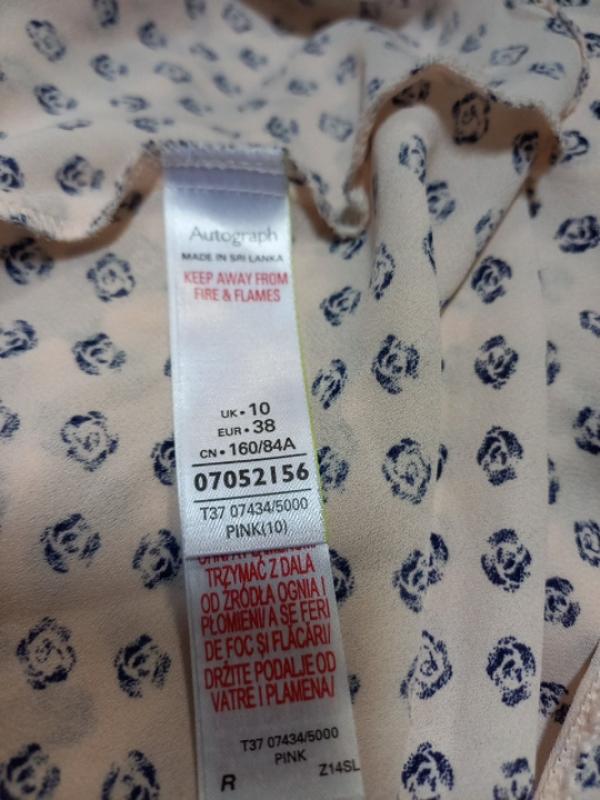 Autograph
MADE IN SRI LANKA
KEEP AWAY FROM
FIRE & FLAMES
UK • 10
EUR • 38
CN • 160/84A
07052156
T37 07434/5000
PINK(10)
TRZYMAĆ Z DALA
OD ŹRÓDŁA OGNIA I
PŁOMIENI/ A SE FERI
DE FOC ŞI FLĂCĂRI/
DRŽITE PODALJE OD
VATRE I PLAMENA/
T37 07434/5000
PINK
R Z14SL